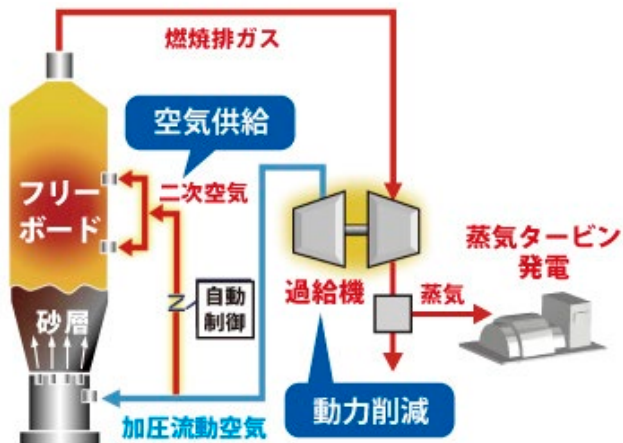 燃焼排ガス
空気供給
フリー
ボード
二次空気
砂層
自動
制御
過給機
蒸気
蒸気タービン
発電
加圧流動空気
動力削減